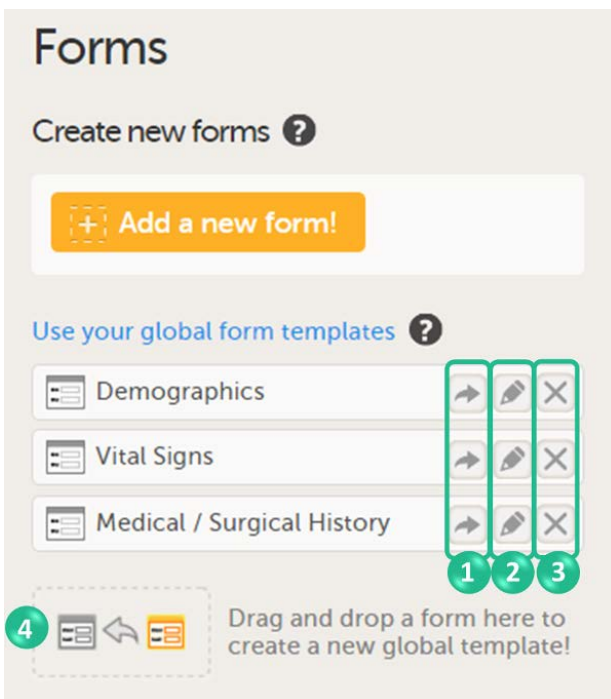 Forms
Create new forms ?
+ Add a new form!
Use your global form templates ?
Demographics
Vital Signs
Medical / Surgical History
1 2 3
4
Drag and drop a form here to
create a new global template!